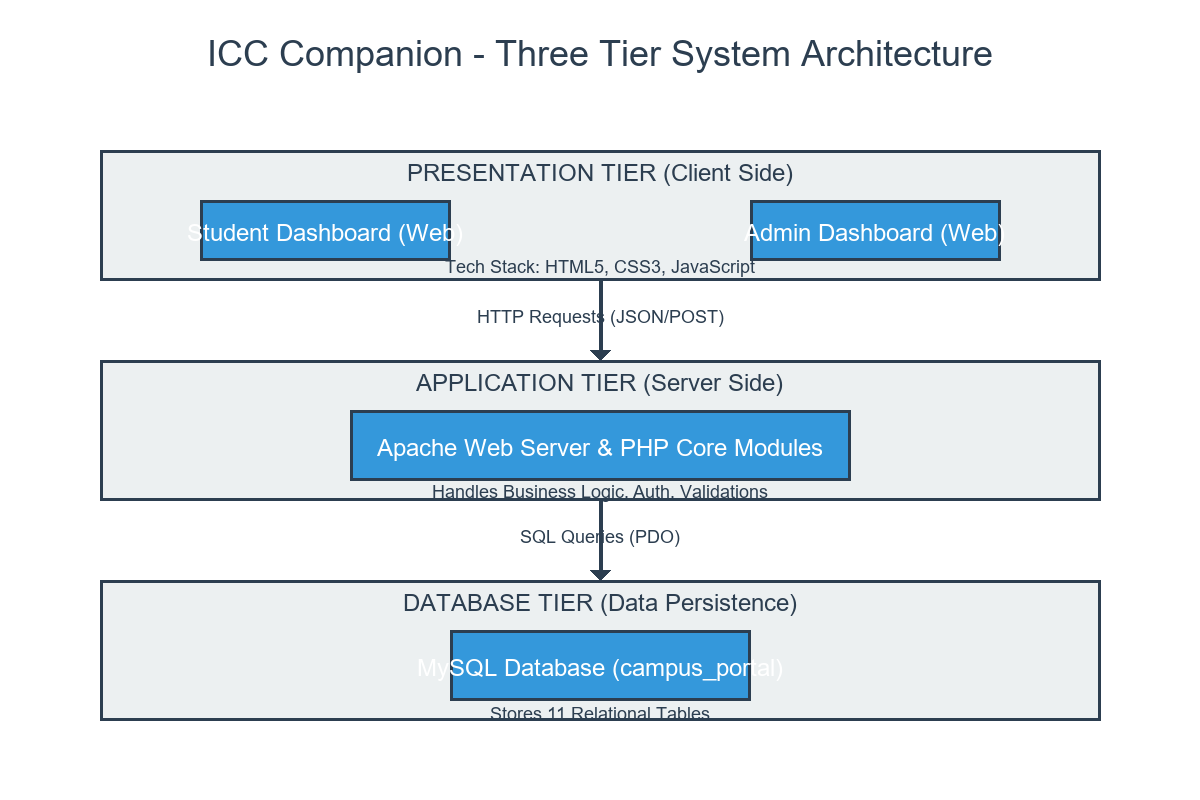 ICC Companion - Three Tier System Architecture
PRESENTATION TIER (Client Side)
Student Dashboard (Web)
Admin Dashboard (Web)
Tech Stack: HTML5, CSS3, JavaScript
HTTP Requests (JSON/POST)
APPLICATION TIER (Server Side)
Apache Web Server & PHP Core Modules
Handles Business Logic, Auth, Validations
SQL Queries (PDO)
DATABASE TIER (Data Persistence)
MySQL Database (campus_portal)
Stores 11 Relational Tables